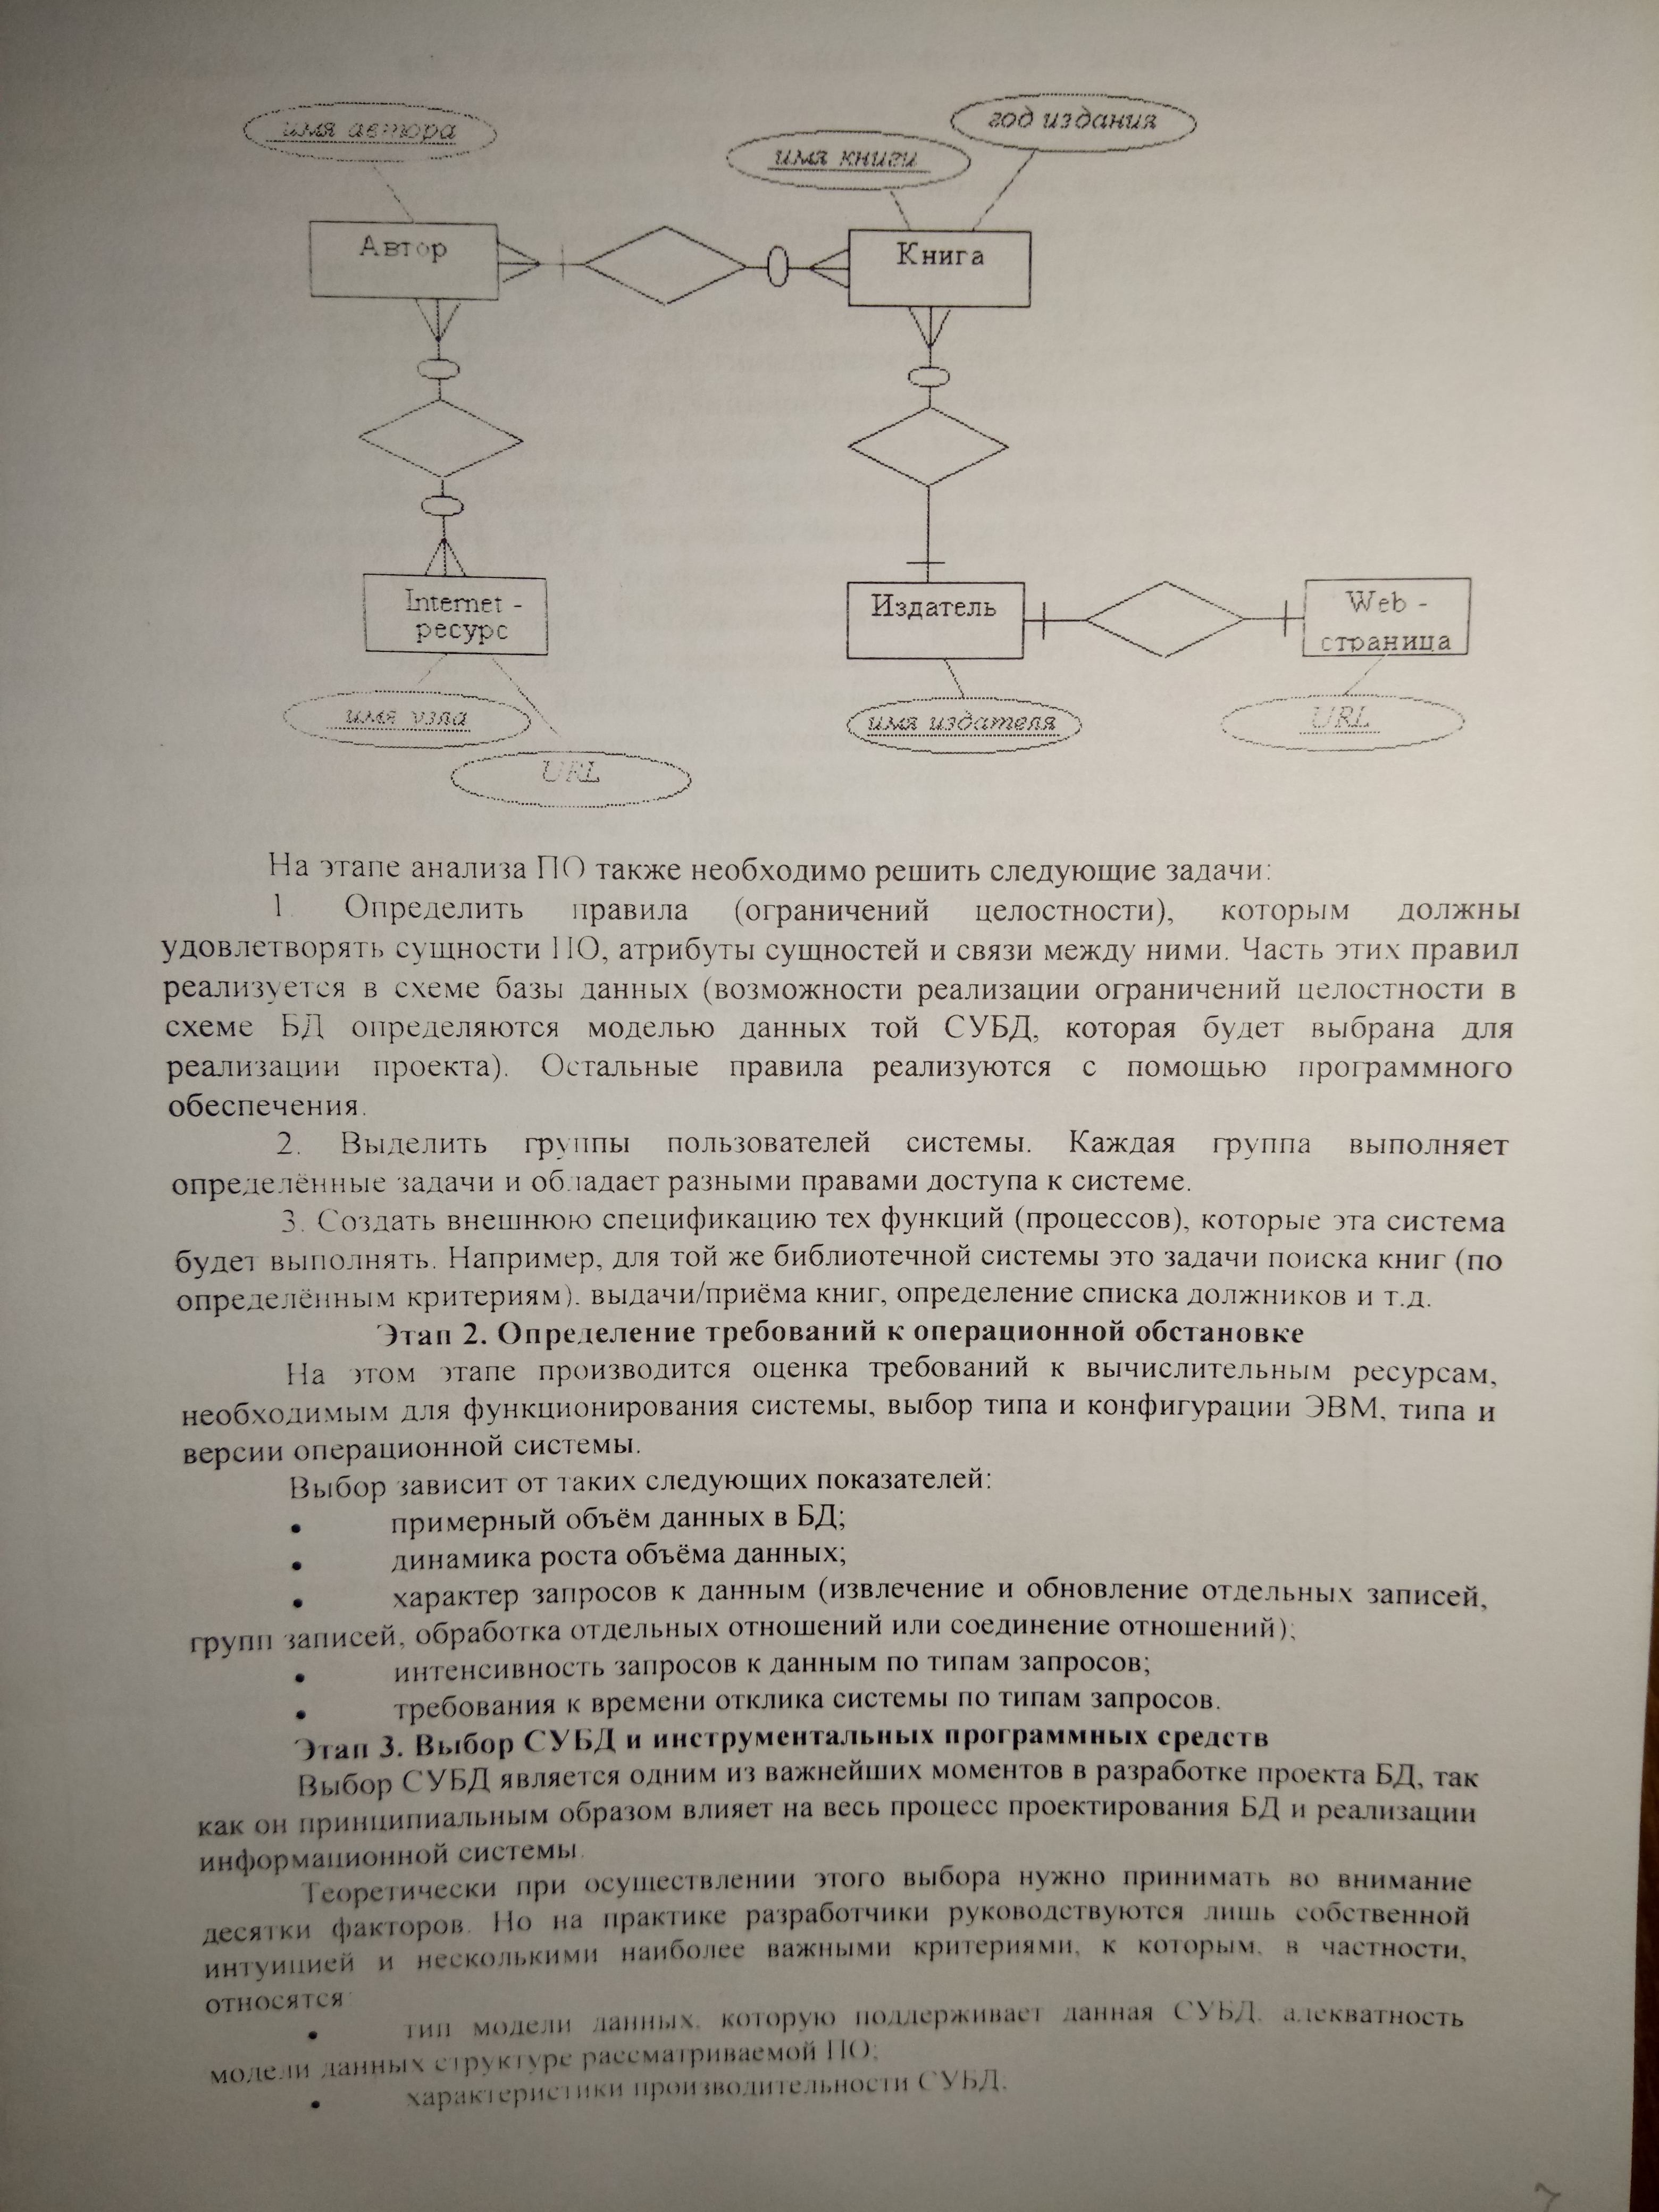 имя автора
год издания
имя книги
Автор
Книга
Internet -
ресурс
Издатель
Web -
страница
имя узла
имя издателя
URL
URL
На этапе анализа ПО также необходимо решить следующие задачи:
1. Определить правила (ограничений целостности), которым должны
удовлетворять сущности ПО, атрибуты сущностей и связи между ними. Часть этих правил
реализуется в схеме базы данных (возможности реализации ограничений целостности в
схеме БД определяются моделью данных той СУБД, которая будет выбрана для
реализации проекта). Остальные правила реализуются с помощью программного
обеспечения.
2. Выделить группы пользователей системы. Каждая группа выполняет
определённые задачи и обладает разными правами доступа к системе.
3. Создать внешнюю спецификацию тех функций (процессов), которые эта система
будет выполнять. Например, для той же библиотечной системы это задачи поиска книг (по
определённым критериям), выдачи/приёма книг, определение списка должников и т.д.
Этап 2. Определение требований к операционной обстановке
На этом этапе производится оценка требований к вычислительным ресурсам,
необходимым для функционирования системы, выбор типа и конфигурации ЭВМ, типа и
версии операционной системы.
Выбор зависит от таких следующих показателей:
• примерный объём данных в БД;
• динамика роста объёма данных;
• характер запросов к данным (извлечение и обновление отдельных записей,
групп записей, обработка отдельных отношений или соединение отношений);
• интенсивность запросов к данным по типам запросов;
• требования к времени отклика системы по типам запросов.
Этап 3. Выбор СУБД и инструментальных программных средств
Выбор СУБД является одним из важнейших моментов в разработке проекта БД, так
как он принципиальным образом влияет на весь процесс проектирования БД и реализации
информационной системы.
Теоретически при осуществлении этого выбора нужно принимать во внимание
десятки факторов. Но на практике разработчики руководствуются лишь собственной
интуицией и несколькими наиболее важными критериями, к которым, в частности,
относятся:
• тип модели данных, которую поддерживает данная СУБД, адекватность
модели данных структуре рассматриваемой ПО;
• характеристики производительности СУБД;
7